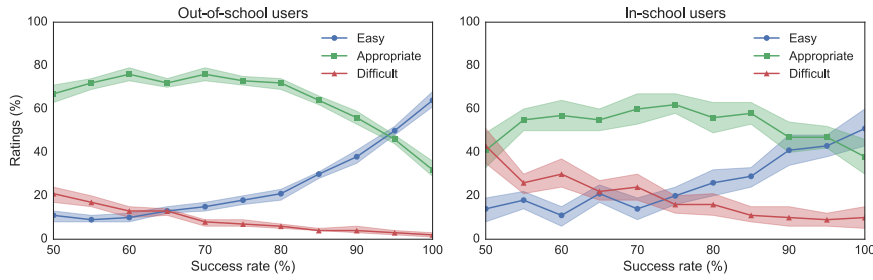 Out-of-school users
100
80
60
40
20
0
Ratings (%)
Easy
Appropriate
Difficult
50 60 70 80 90 100
Success rate (%)
In-school users
100
80
60
40
20
0
Easy
Appropriate
Difficult
50 60 70 80 90 100
Success rate (%)